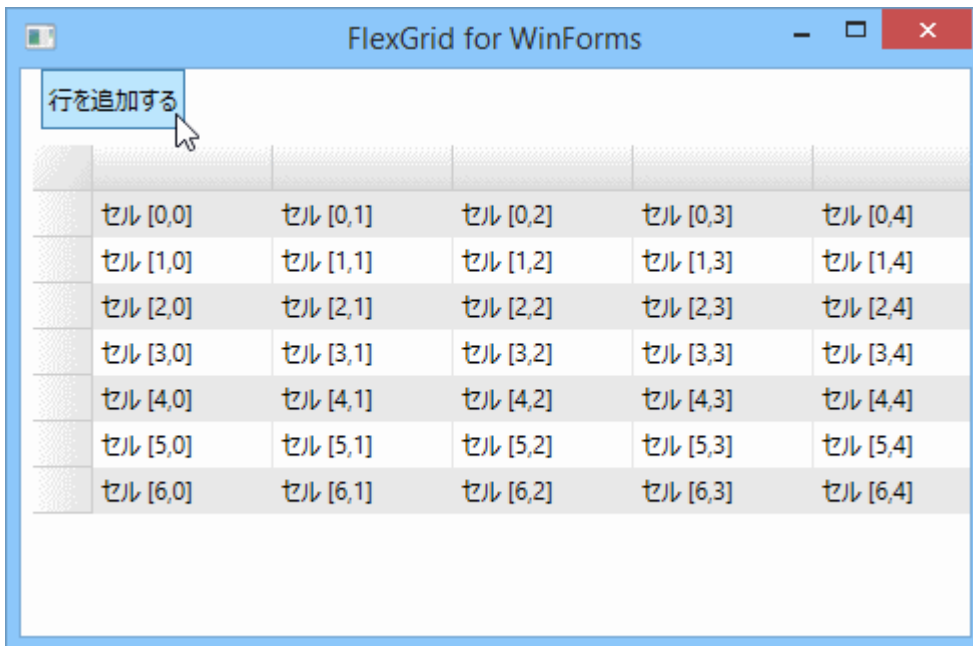 FlexGrid for WinForms
行を追加する
セル [0,0] セル [0,1] セル [0,2] セル [0,3] セル [0,4]
セル [1,0] セル [1,1] セル [1,2] セル [1,3] セル [1,4]
セル [2,0] セル [2,1] セル [2,2] セル [2,3] セル [2,4]
セル [3,0] セル [3,1] セル [3,2] セル [3,3] セル [3,4]
セル [4,0] セル [4,1] セル [4,2] セル [4,3] セル [4,4]
セル [5,0] セル [5,1] セル [5,2] セル [5,3] セル [5,4]
セル [6,0] セル [6,1] セル [6,2] セル [6,3] セル [6,4]